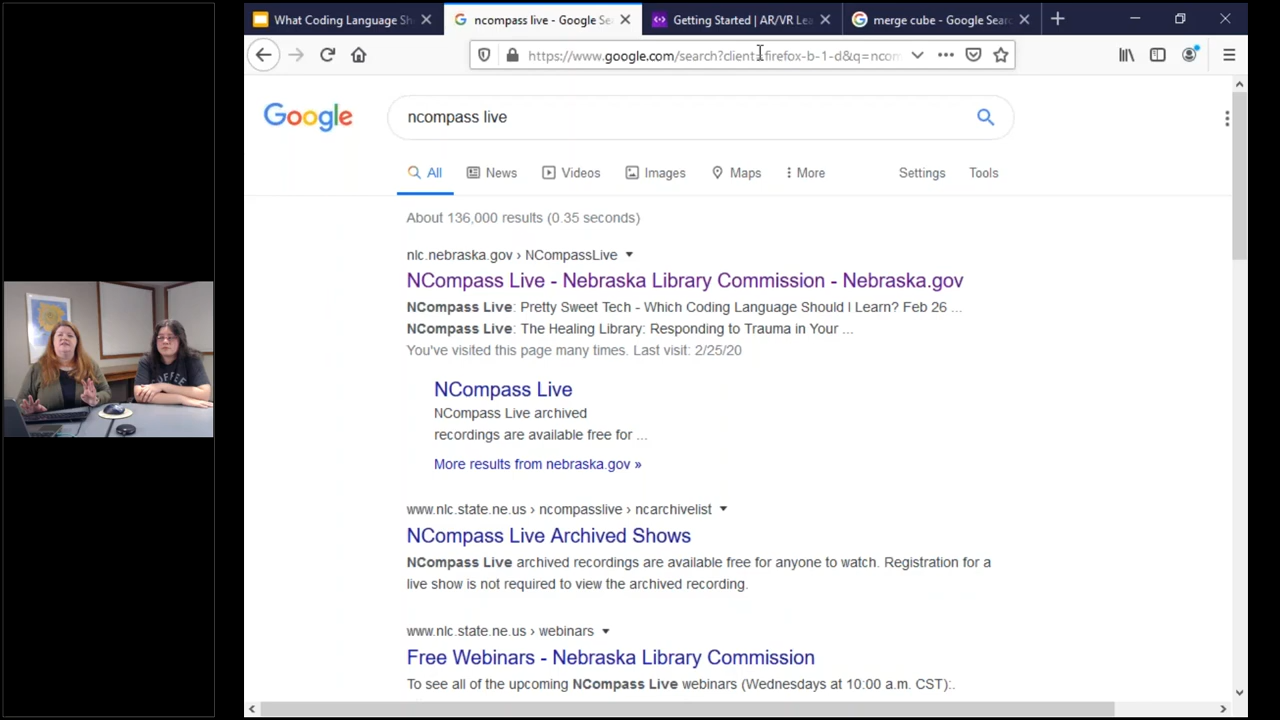 What Coding Language Sh
ncompass live - Google Se
Getting Started | AR/VR Lea
merge cube - Google Sear
https://www.google.com/search?client=firefox-b-1-d&q=ncom
Google
ncompass live
All
News
Videos
Images
Maps
More
Settings
Tools
About 136,000 results (0.35 seconds)
nlc.nebraska.gov › NCompassLive
NCompass Live - Nebraska Library Commission - Nebraska.gov
NCompass Live: Pretty Sweet Tech - Which Coding Language Should I Learn? Feb 26 ...
NCompass Live: The Healing Library: Responding to Trauma in Your ...
You've visited this page many times. Last visit: 2/25/20
NCompass Live
NCompass Live archived
recordings are available free for ...
More results from nebraska.gov »
www.nlc.state.ne.us › ncompasslive › ncarchivelist
NCompass Live Archived Shows
NCompass Live archived recordings are available free for anyone to watch. Registration for a
live show is not required to view the archived recording.
www.nlc.state.ne.us › webinars
Free Webinars - Nebraska Library Commission
To see all of the upcoming NCompass Live webinars (Wednesdays at 10:00 a.m. CST):.